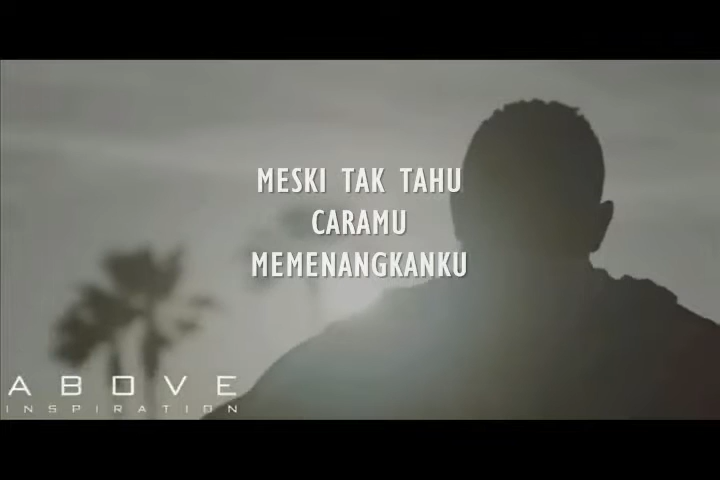 MESKI TAK TAHU
CARAMU
MEMENANGKANKU
ABOVE
INSPIRATION